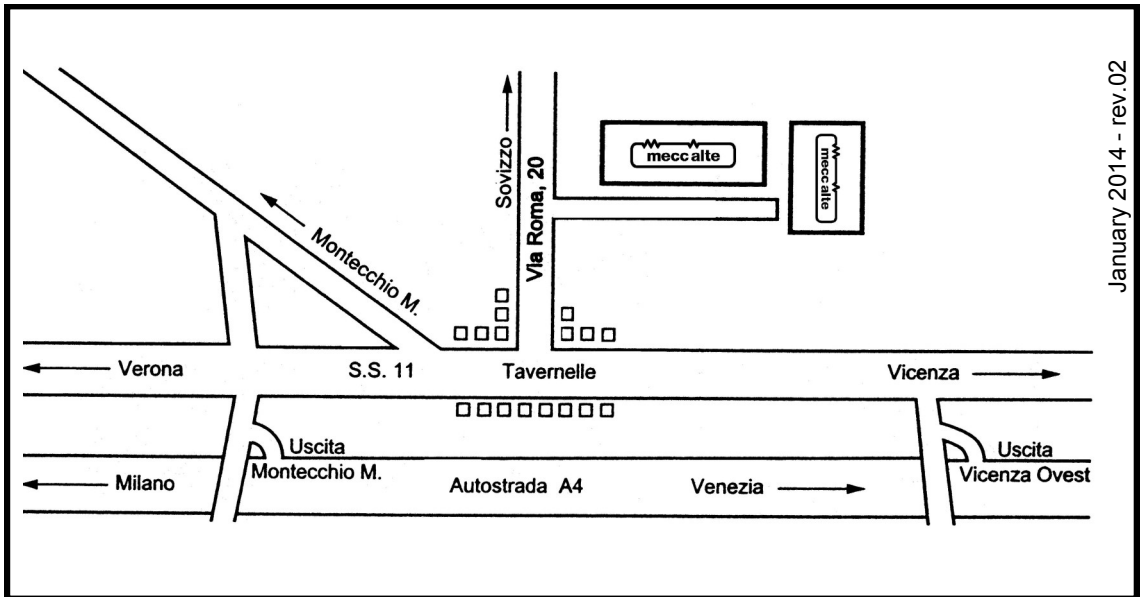 January 2014 - rev.02
Sovizzo
Via Roma, 20
mecc alte
mecc alte
Montecchio M.
Verona
S.S. 11
Tavernelle
Vicenza
Uscita
Montecchio M.
Uscita
Vicenza Ovest
Milano
Autostrada A4
Venezia